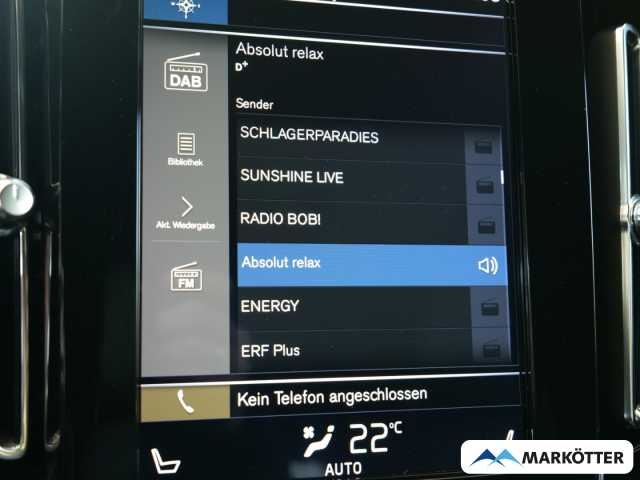 Absolut relax
D+
DAB
Sender
SCHLAGERPARADIES
Bibliothek
SUNSHINE LIVE
RADIO BOB!
Akt. Wiedergabe
Absolut relax
FM
ENERGY
ERF Plus
Kein Telefon angeschlossen
22°C
AUTO
MARKÖTTER